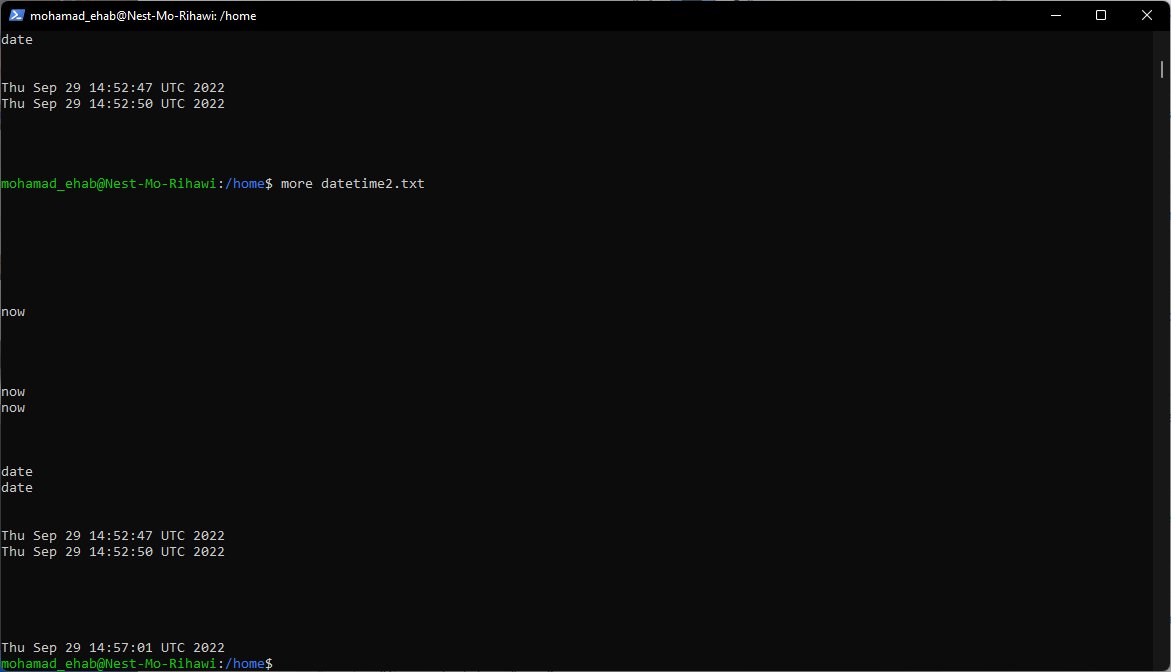 mohamad_ehab@Nest-Mo-Rihawi: /home
date
Thu Sep 29 14:52:47 UTC 2022
Thu Sep 29 14:52:50 UTC 2022
mohamad_ehab@Nest-Mo-Rihawi:/home$ more datetime2.txt
now
now
now
date
date
Thu Sep 29 14:52:47 UTC 2022
Thu Sep 29 14:52:50 UTC 2022
Thu Sep 29 14:57:01 UTC 2022
mohamad_ehab@Nest-Mo-Rihawi:/home$